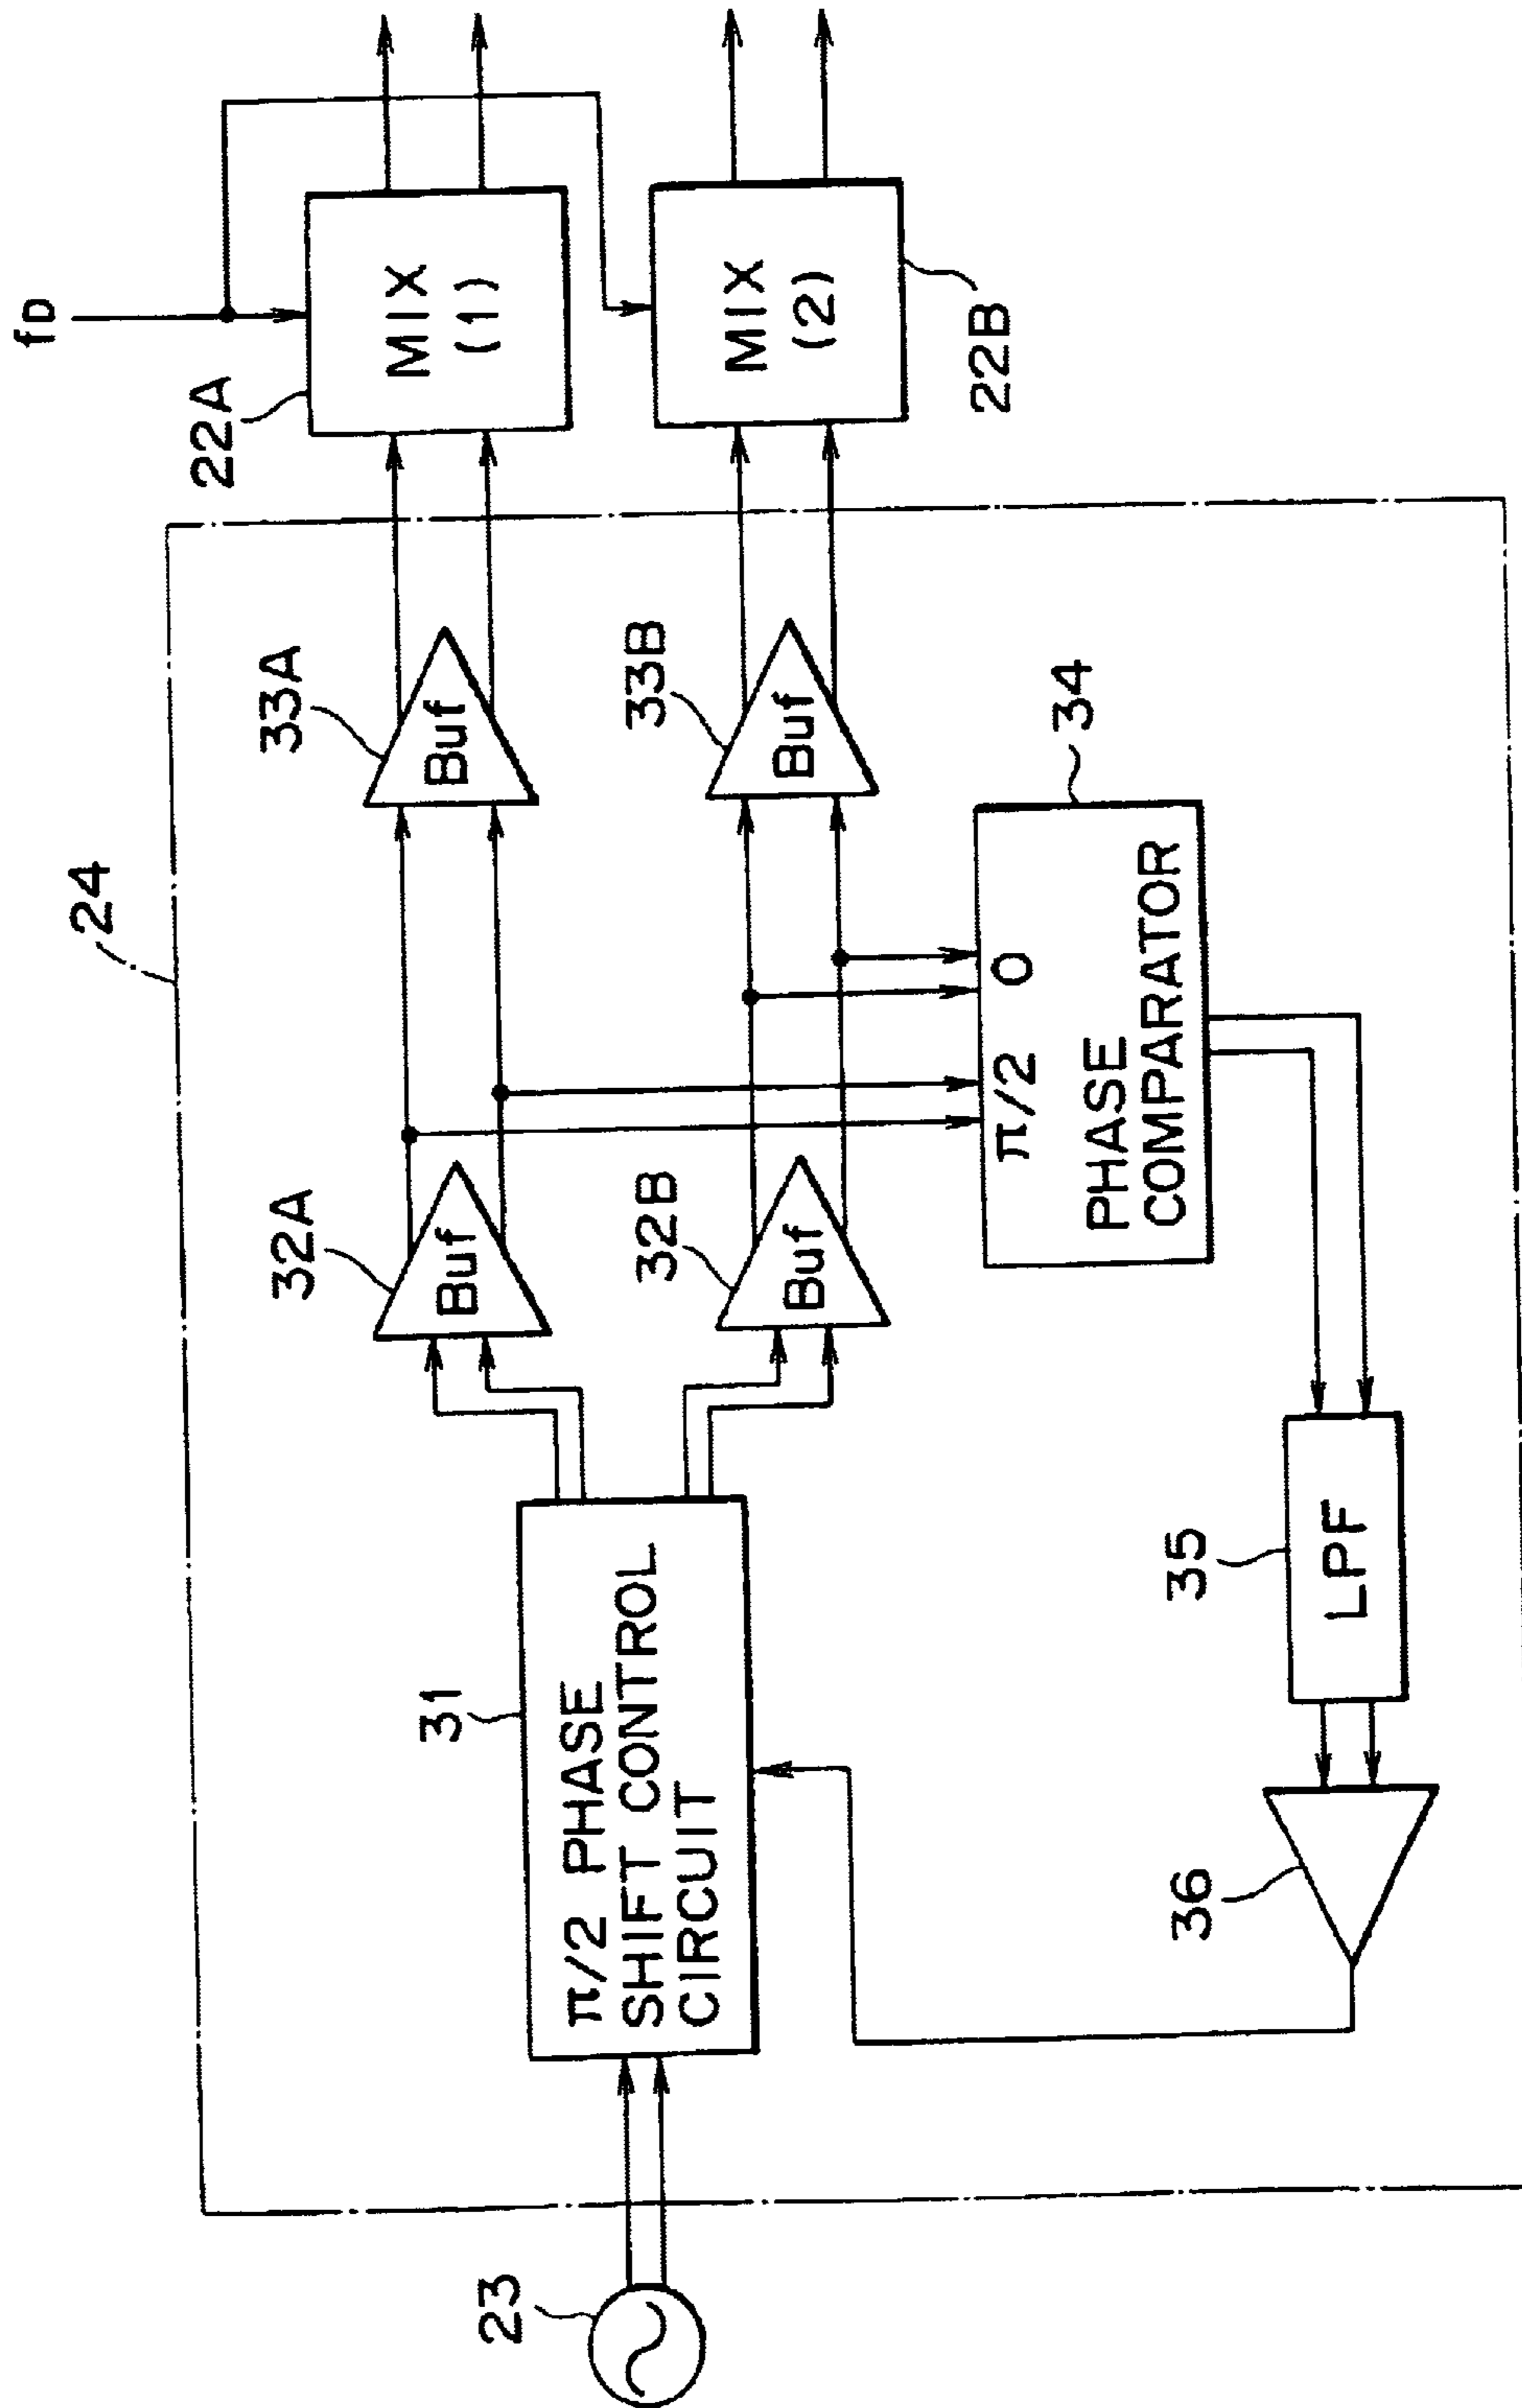 fD
22A
MIX
(1)
MIX
(2)
22B
24
33A
Buf
33B
Buf
34
32A
Buf
32B
Buf
π/2
0
PHASE
COMPARATOR
31
π/2 PHASE
SHIFT CONTROL
CIRCUIT
35
LPF
36
23